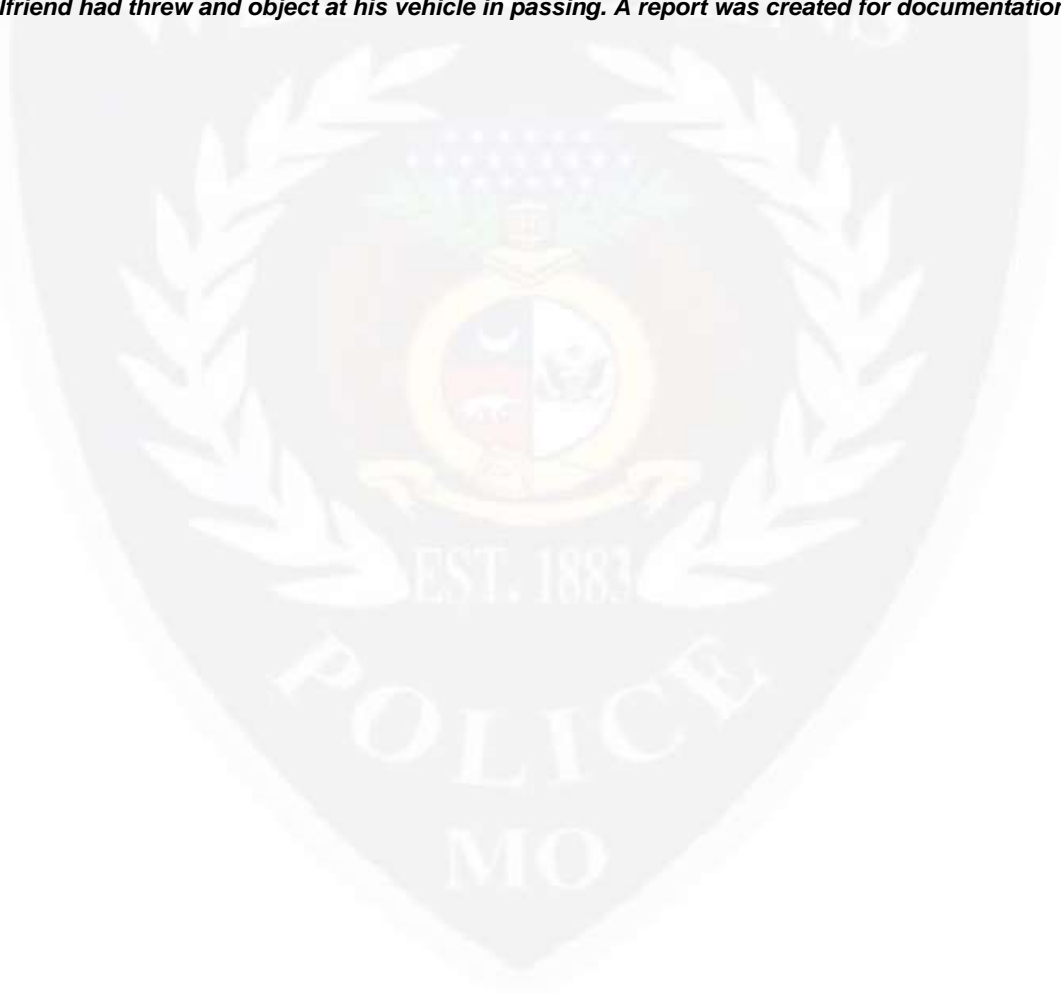 lfriend had threw and object at his vehicle in passing. A report was created for documentation
EST. 1883
POLICE
MO